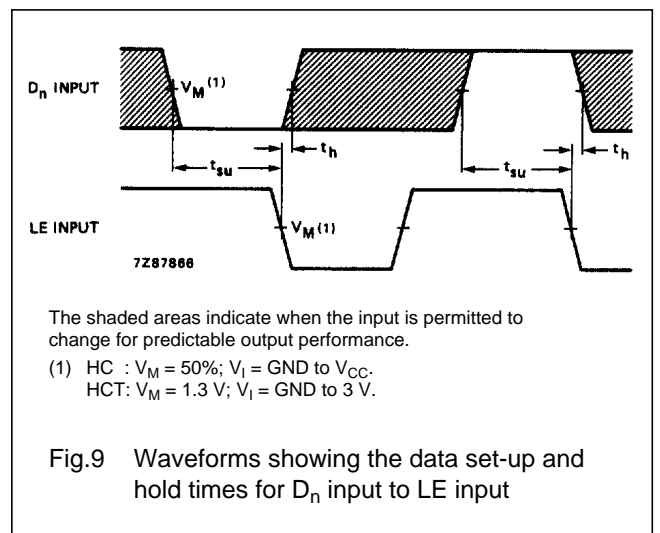 Dn INPUT
VM(1)
th
tsu
th
tsu
LE INPUT
VM(1)
7Z87866
The shaded areas indicate when the input is permitted to
change for predictable output performance.
(1) HC : VM = 50%; VI = GND to VCC.
HCT: VM = 1.3 V; VI = GND to 3 V.
Fig.9 Waveforms showing the data set-up and
hold times for Dn input to LE input